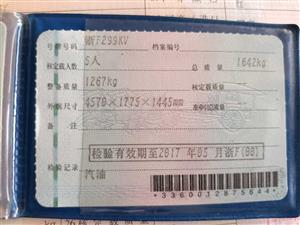 号牌号码 浙F299KV 档案编号
核定载人数 5人 总质量 1642kg
整备质量 1267kg 核定载质量
外廓尺寸 4570×1775×1445mm 准牵引总质量
备注
检验有效期至2017年05月浙F(00)
检验记录
汽油
*3360012875644*